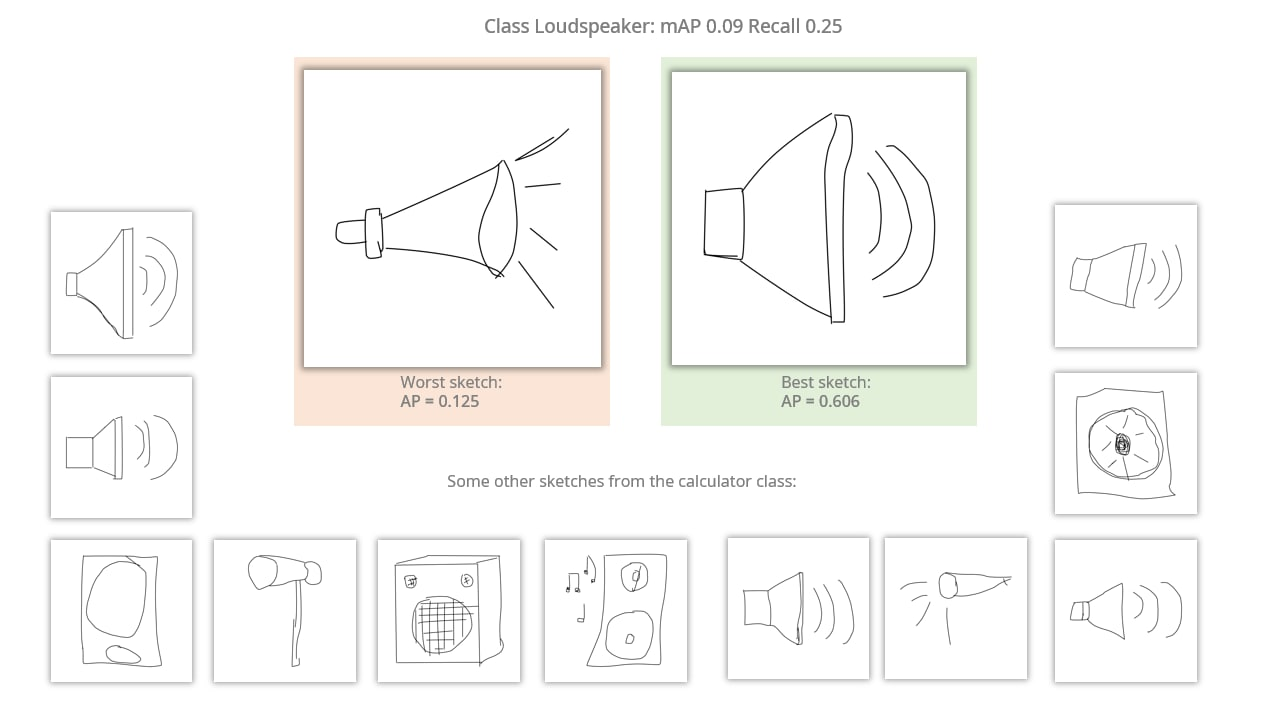 Class Loudspeaker: mAP 0.09 Recall 0.25
Worst sketch:
AP = 0.125
Best sketch:
AP = 0.606
Some other sketches from the calculator class: